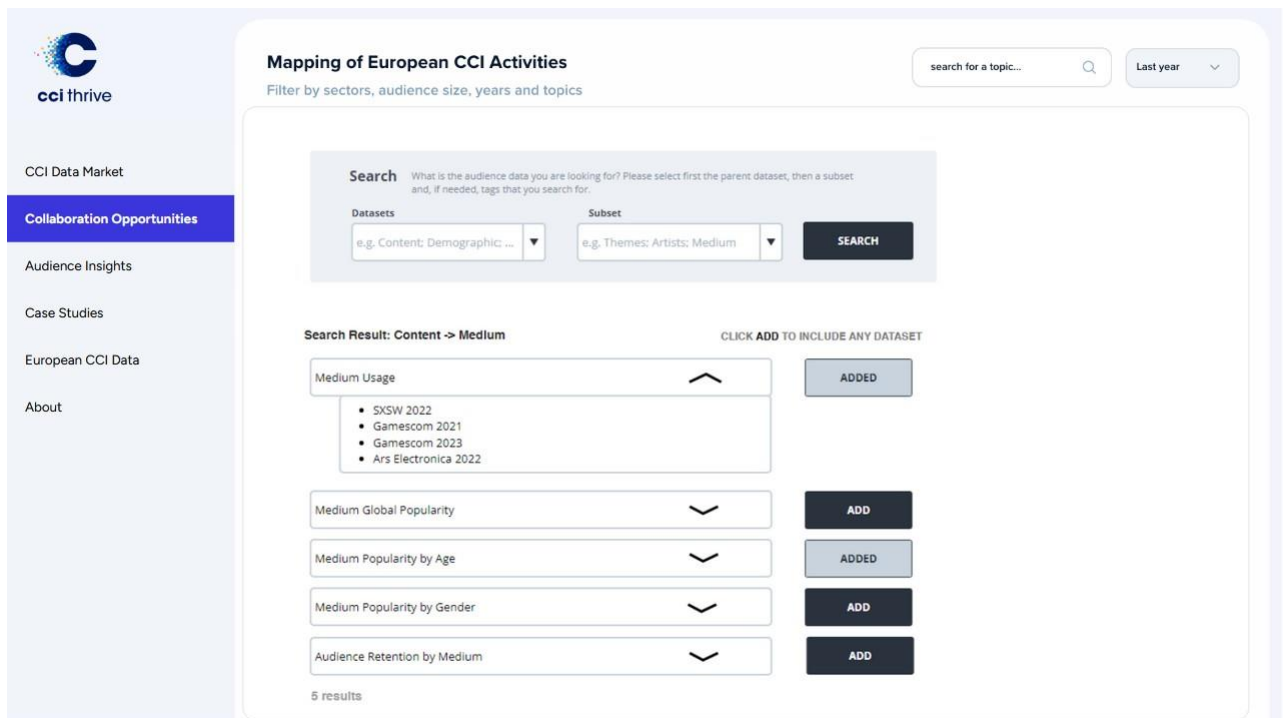 cci thrive
CCI Data Market
Collaboration Opportunities
Audience Insights
Case Studies
European CCI Data
About
Mapping of European CCI Activities
Filter by sectors, audience size, years and topics
search for a topic...
Last year
Search
What is the audience data you are looking for? Please select first the parent dataset, then a subset
and, if needed, tags that you search for.
Datasets
Subset
e.g. Content; Demographic; ...
e.g. Themes; Artists; Medium
SEARCH
Search Result: Content -> Medium
CLICK ADD TO INCLUDE ANY DATASET
Medium Usage
ADDED
• SXSW 2022
• Gamescom 2021
• Gamescom 2023
• Ars Electronica 2022
Medium Global Popularity
ADD
Medium Popularity by Age
ADDED
Medium Popularity by Gender
ADD
Audience Retention by Medium
ADD
5 results